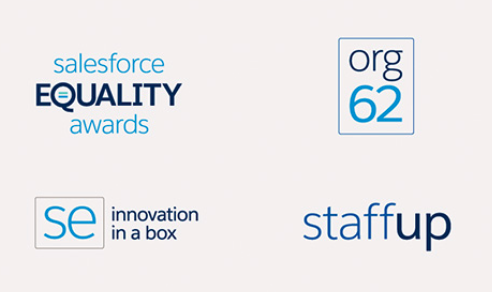 salesforce
EQUALITY
awards
org
62
se
innovation
in a box
staffup